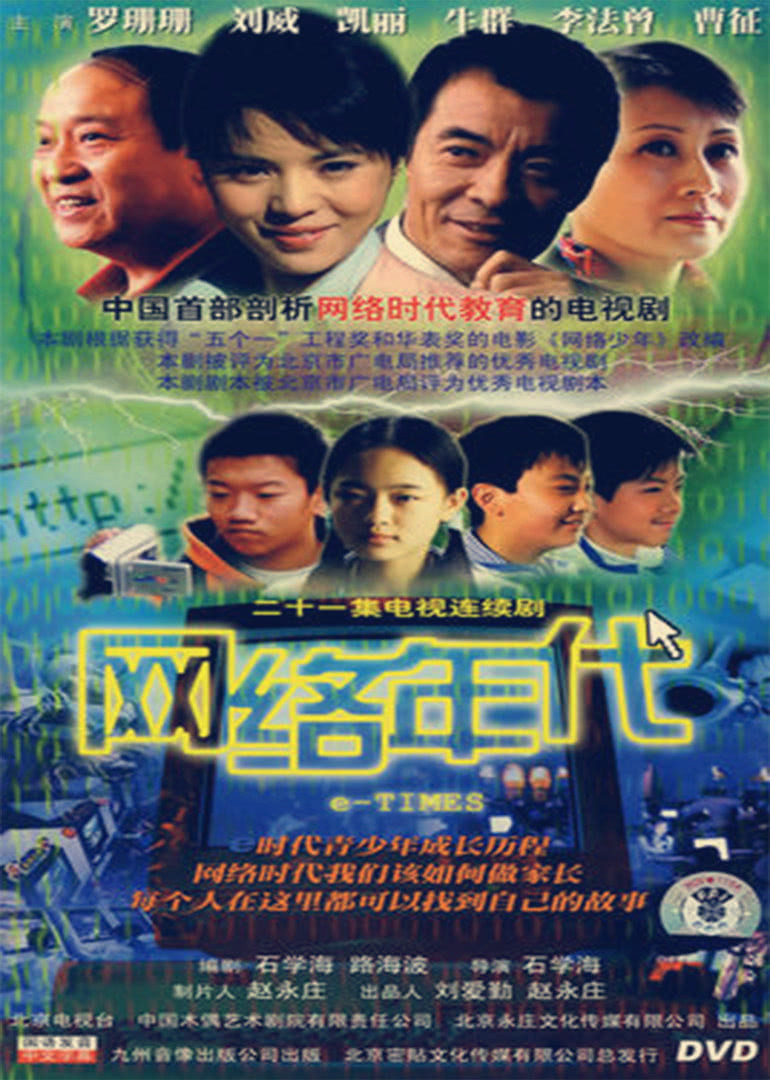 主演 罗珊珊 刘威 凯丽 牛群 李法曾 曹征
中国首部剖析网络时代教育的电视剧
本剧根据获得“五个一”工程奖和华表奖的电影《网络少年》改编
本剧被评为北京市广电局推荐的优秀电视剧
本剧剧本被北京市广电局评为优秀电视剧本
http:/
二十一集电视连续剧
网络年代
e-TIMES
e时代青少年成长历程
网络时代我们该如何做家长
每个人在这里都可以找到自己的故事
编剧 石学海 路海波 导演 石学海
制片人 赵永庄 出品人 刘爱勤 赵永庄
北京电视台 中国木偶艺术剧院有限责任公司 北京永庄文化传媒有限公司 出品
国语发音
中文字幕
九州音像出版公司出版 北京密贴文化传媒有限公司总发行
DVD